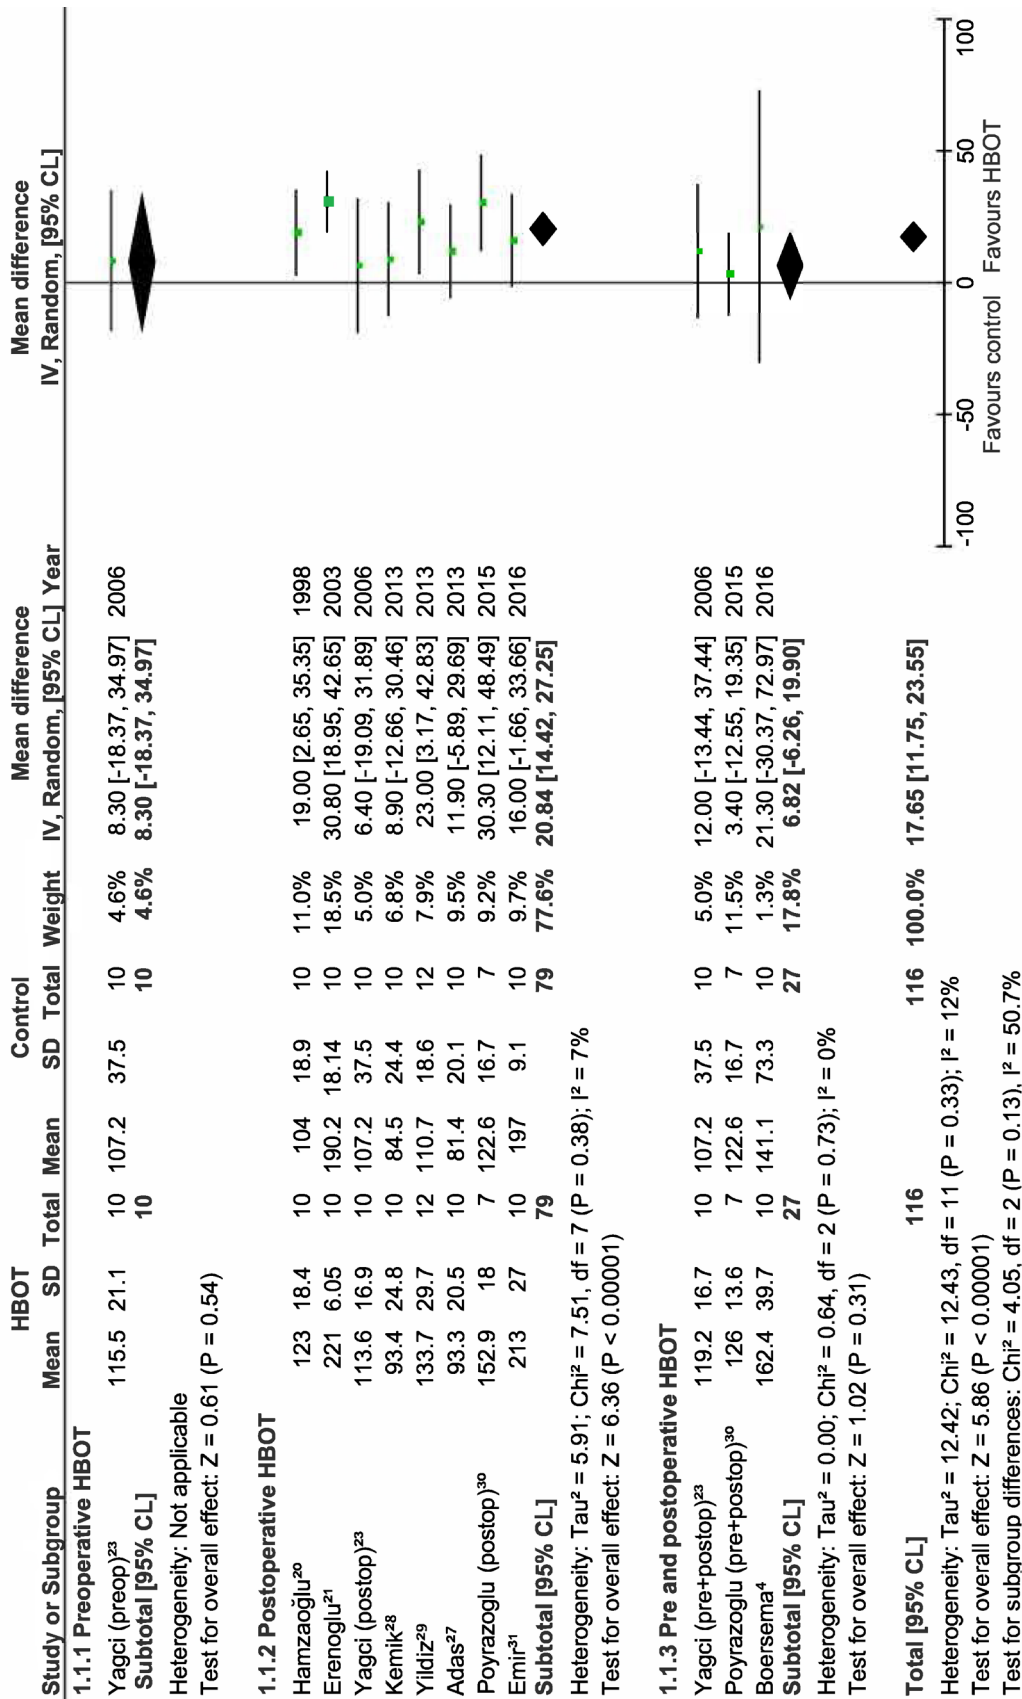 HBOT Control Mean difference Mean difference
Study or Subgroup Mean SD Total Mean SD Total Weight IV, Random, [95% CL] Year IV, Random, [95% CL]
1.1.1 Preoperative HBOT
Yagci (preop)²³ 115.5 21.1 10 107.2 37.5 10 4.6% 8.30 [-18.37, 34.97] 2006
Subtotal [95% CL] 10 10 4.6% 8.30 [-18.37, 34.97]
Heterogeneity: Not applicable
Test for overall effect: Z = 0.61 (P = 0.54)
1.1.2 Postoperative HBOT
Hamzaoğlu²⁰ 123 18.4 10 104 18.9 10 11.0% 19.00 [2.65, 35.35] 1998
Erenoglu²¹ 221 6.05 10 190.2 18.14 10 18.5% 30.80 [18.95, 42.65] 2003
Yagci (postop)²³ 113.6 16.9 10 107.2 37.5 10 5.0% 6.40 [-19.09, 31.89] 2006
Kemik²⁸ 93.4 24.8 10 84.5 24.4 10 6.8% 8.90 [-12.66, 30.46] 2013
Yildiz²⁹ 133.7 29.7 12 110.7 18.6 12 7.9% 23.00 [3.17, 42.83] 2013
Adas²⁷ 93.3 20.5 10 81.4 20.1 10 9.5% 11.90 [-5.89, 29.69] 2013
Poyrazoglu (postop)³⁰ 152.9 18 7 122.6 16.7 7 9.2% 30.30 [12.11, 48.49] 2015
Emir³¹ 213 27 10 197 9.1 10 9.7% 16.00 [-1.66, 33.66] 2016
Subtotal [95% CL] 79 79 77.6% 20.84 [14.42, 27.25]
Heterogeneity: Tau² = 5.91; Chi² = 7.51, df = 7 (P = 0.38); I² = 7%
Test for overall effect: Z = 6.36 (P < 0.00001)
1.1.3 Pre and postoperative HBOT
Yagci (pre+postop)²³ 119.2 16.7 10 107.2 37.5 10 5.0% 12.00 [-13.44, 37.44] 2006
Poyrazoglu (pre+postop)³⁰ 126 13.6 7 122.6 16.7 7 11.5% 3.40 [-12.55, 19.35] 2015
Boersema⁴ 162.4 39.7 10 141.1 73.3 10 1.3% 21.30 [-30.37, 72.97] 2016
Subtotal [95% CL] 27 27 17.8% 6.82 [-6.26, 19.90]
Heterogeneity: Tau² = 0.00; Chi² = 0.64, df = 2 (P = 0.73); I² = 0%
Test for overall effect: Z = 1.02 (P = 0.31)
Total [95% CL] 116 116 100.0% 17.65 [11.75, 23.55]
Heterogeneity: Tau² = 12.42; Chi² = 12.43, df = 11 (P = 0.33); I² = 12%
Test for overall effect: Z = 5.86 (P < 0.00001)
Test for subgroup differences: Chi² = 4.05, df = 2 (P = 0.13), I² = 50.7%
-100 -50 0 50 100
Favours control Favours HBOT